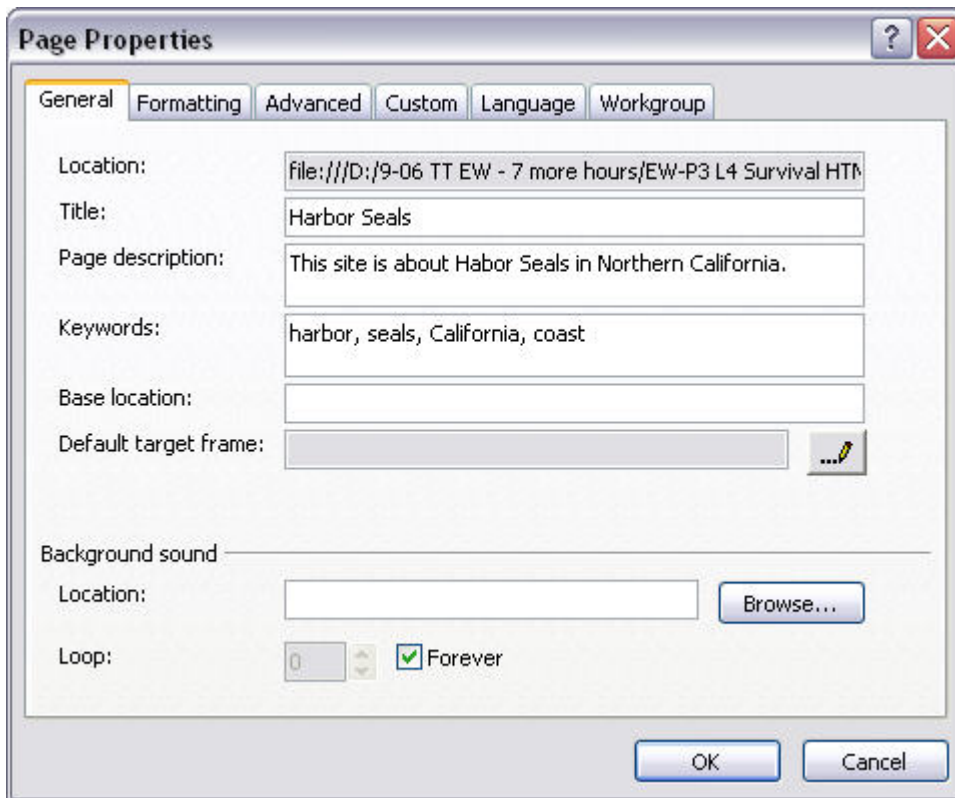 Page Properties
General Formatting Advanced Custom Language Workgroup
Location: file:///D:/9-06 TT EW - 7 more hours/EW-P3 L4 Survival
Title: Harbor Seals
Page description: This site is about Habor Seals in Northern California.
Keywords: harbor, seals, California, coast
Base location:
Default target frame: ...
Background sound
Location: Browse...
Loop: 0 Forever
OK Cancel